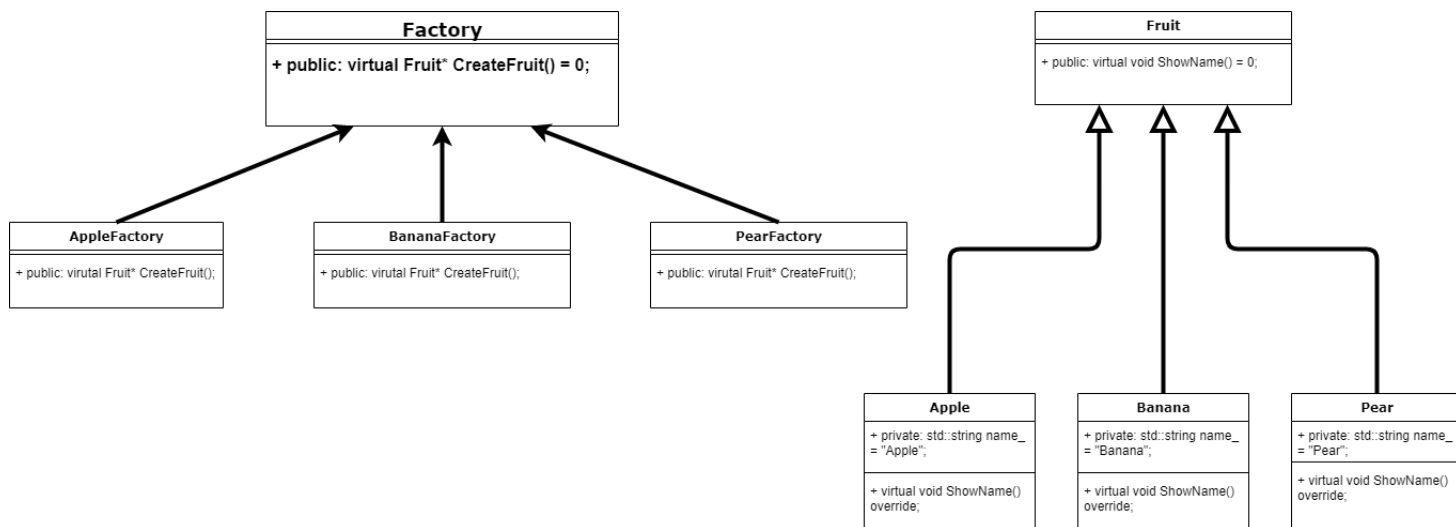 Factory
+ public: virtual Fruit* CreateFruit() = 0;
Fruit
+ public: virtual void ShowName() = 0;
AppleFactory
+ public: virutal Fruit* CreateFruit();
BananaFactory
+ public: virutal Fruit* CreateFruit();
PearFactory
+ public: virutal Fruit* CreateFruit();
Apple
+ private: std::string name_
= "Apple";
+ virtual void ShowName()
override;
Banana
+ private: std::string name_
= "Banana";
+ virtual void ShowName()
override;
Pear
+ private: std::string name_
= "Pear";
+ virtual void ShowName()
override;